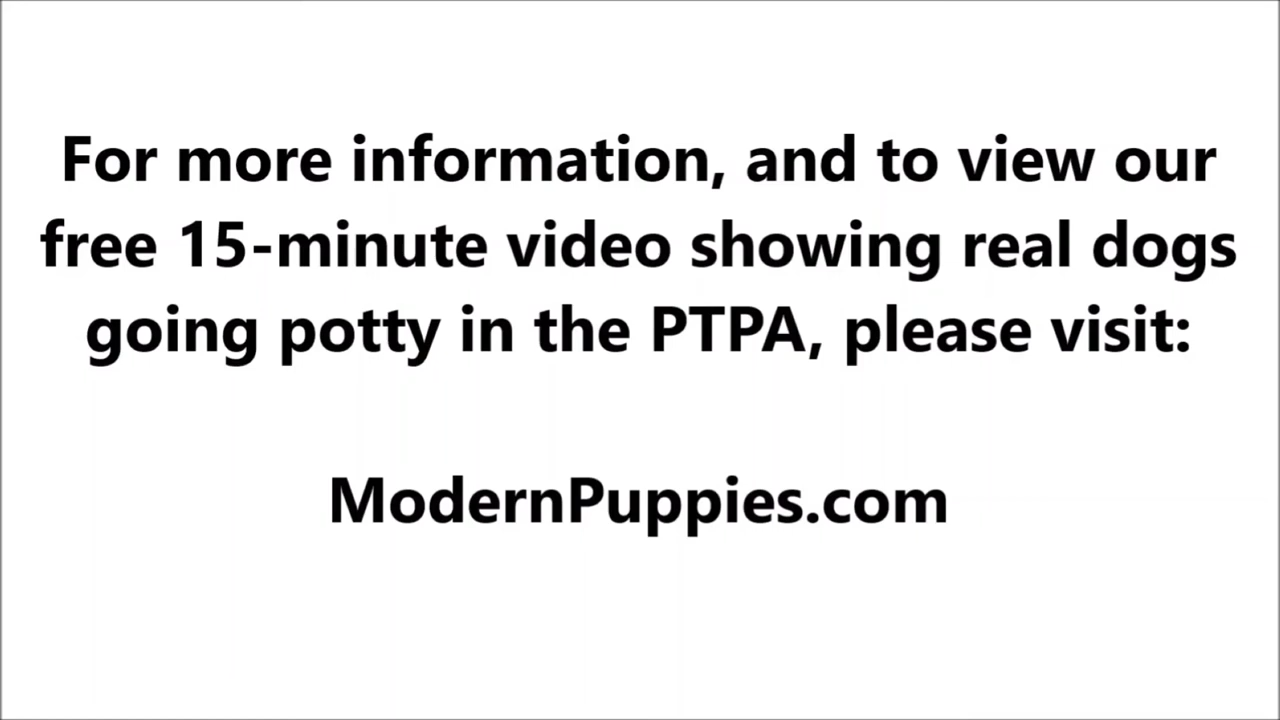 For more information, and to view our
free 15-minute video showing real dogs
going potty in the PTPA, please visit:
ModernPuppies.com